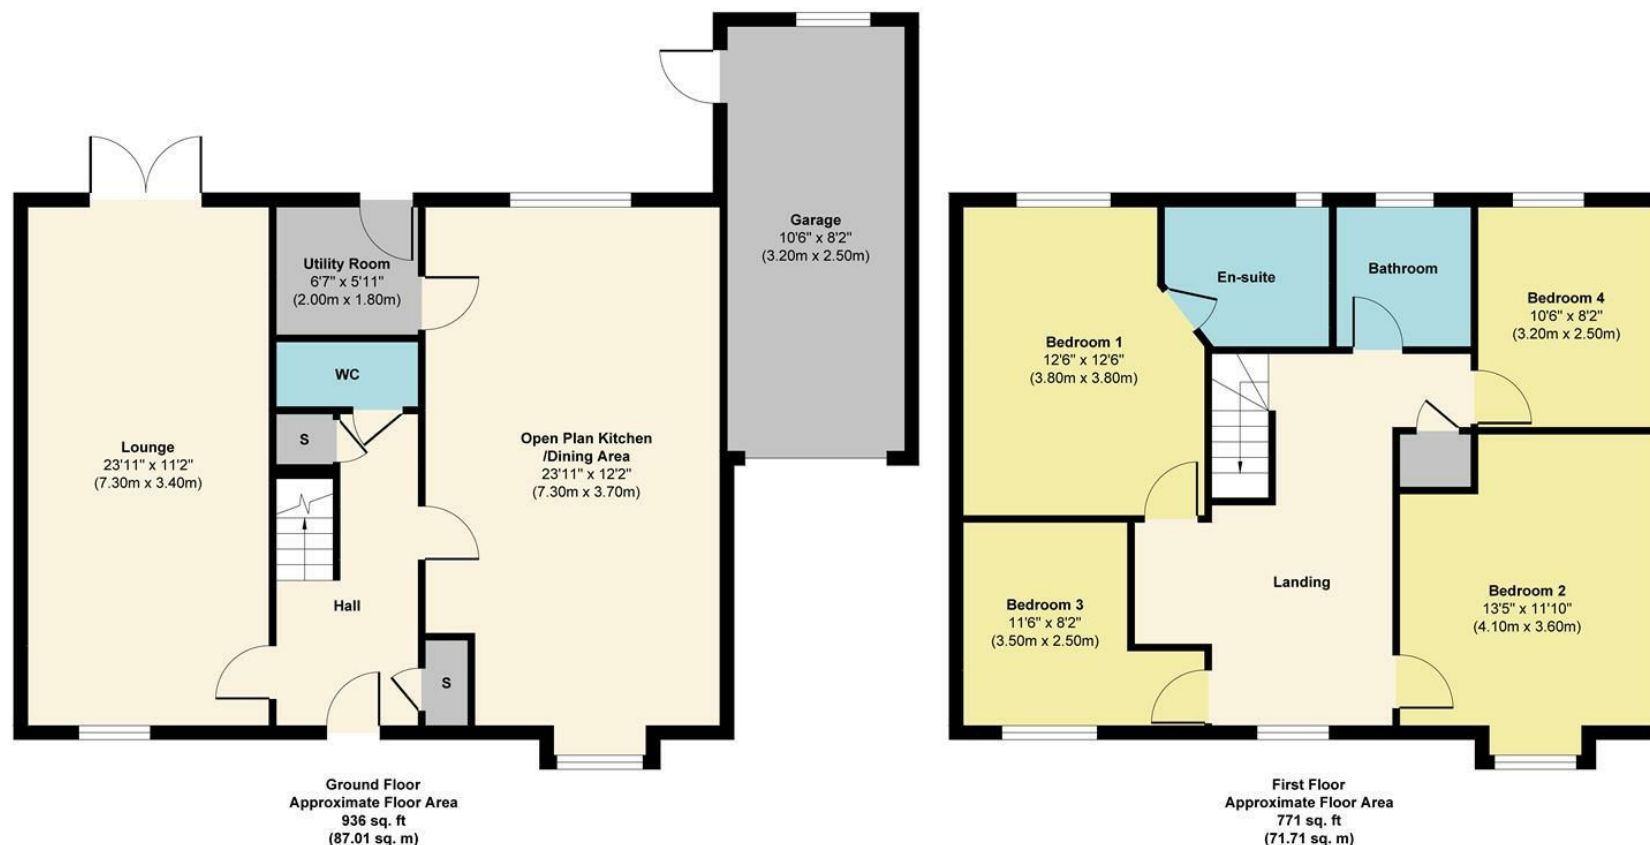 Garage
10'6" x 8'2"
(3.20m x 2.50m)
Utility Room
6'7" x 5'11"
(2.00m x 1.80m)
WC
S
Lounge
23'11" x 11'2"
(7.30m x 3.40m)
Open Plan Kitchen
/Dining Area
23'11" x 12'2"
(7.30m x 3.70m)
Hall
S
Ground Floor
Approximate Floor Area
936 sq. ft
(87.01 sq. m)
En-suite
Bathroom
Bedroom 4
10'6" x 8'2"
(3.20m x 2.50m)
Bedroom 1
12'6" x 12'6"
(3.80m x 3.80m)
Landing
Bedroom 3
11'6" x 8'2"
(3.50m x 2.50m)
Bedroom 2
13'5" x 11'10"
(4.10m x 3.60m)
First Floor
Approximate Floor Area
771 sq. ft
(71.71 sq. m)